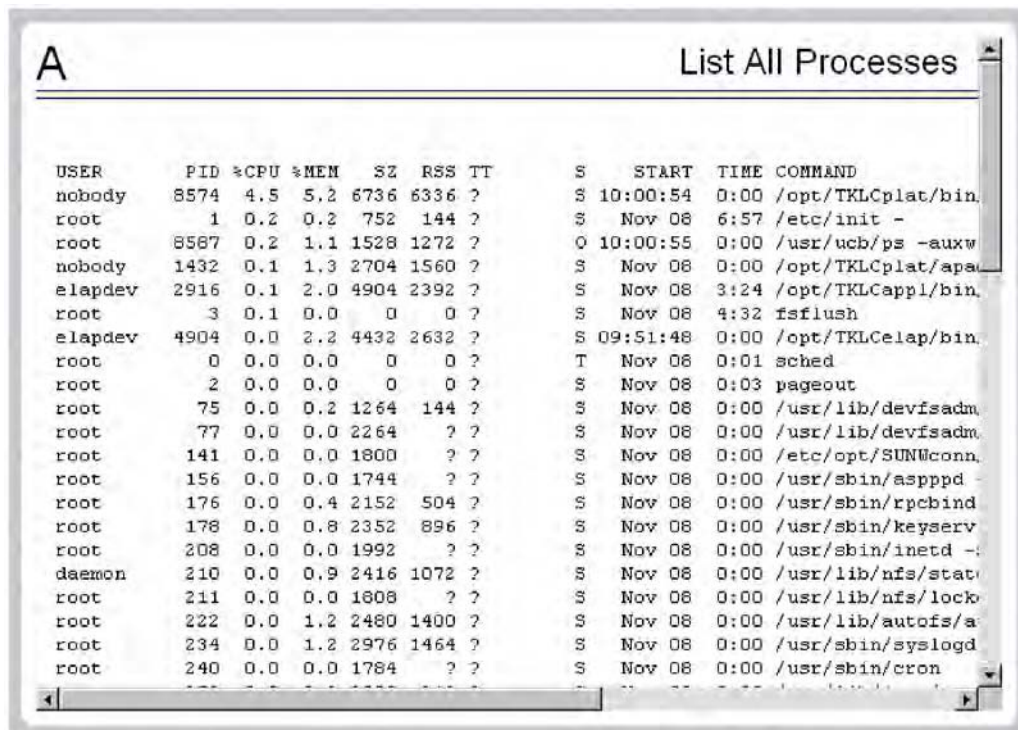 A
List All Processes
USER PID %CPU %MEM SZ RSS TT S START TIME COMMAND
nobody 8574 4.5 5.2 6736 6336 ? S 10:00:54 0:00 /opt/TKLCplat/bin
root 1 0.2 0.2 752 144 ? S Nov 08 6:57 /etc/init -
root 8587 0.2 1.1 1528 1272 ? O 10:00:55 0:00 /usr/ucb/ps -auxw
nobody 1432 0.1 1.3 2704 1560 ? S Nov 08 0:00 /opt/TKLCplat/apa
elapdev 2916 0.1 2.0 4904 2392 ? S Nov 08 3:24 /opt/TKLCappl/bin
root 3 0.1 0.0 0 0 ? S Nov 08 4:32 fsflush
elapdev 4904 0.0 2.2 4432 2632 ? S 09:51:48 0:00 /opt/TKLCelap/bin
root 0 0.0 0.0 0 0 ? T Nov 08 0:01 sched
root 2 0.0 0.0 0 0 ? S Nov 08 0:03 pageout
root 75 0.0 0.2 1264 144 ? S Nov 08 0:00 /usr/lib/devfsadm
root 77 0.0 0.0 2264 ? ? S Nov 08 0:00 /usr/lib/devfsadm
root 141 0.0 0.0 1800 ? ? S Nov 08 0:00 /etc/opt/SUNWconn
root 156 0.0 0.0 1744 ? ? S Nov 08 0:00 /usr/sbin/aspppd -
root 176 0.0 0.4 2152 504 ? S Nov 08 0:00 /usr/sbin/rpcbind
root 178 0.0 0.8 2352 896 ? S Nov 08 0:00 /usr/sbin/keyserv
root 208 0.0 0.0 1992 ? ? S Nov 08 0:00 /usr/sbin/inetd -s
daemon 210 0.0 0.9 2416 1072 ? S Nov 08 0:00 /usr/lib/nfs/stat
root 211 0.0 0.0 1808 ? ? S Nov 08 0:00 /usr/lib/nfs/lock
root 222 0.0 1.2 2480 1400 ? S Nov 08 0:00 /usr/lib/autofs/a
root 234 0.0 1.2 2976 1464 ? S Nov 08 0:00 /usr/sbin/syslogd
root 240 0.0 0.0 1784 ? ? S Nov 08 0:00 /usr/sbin/cron